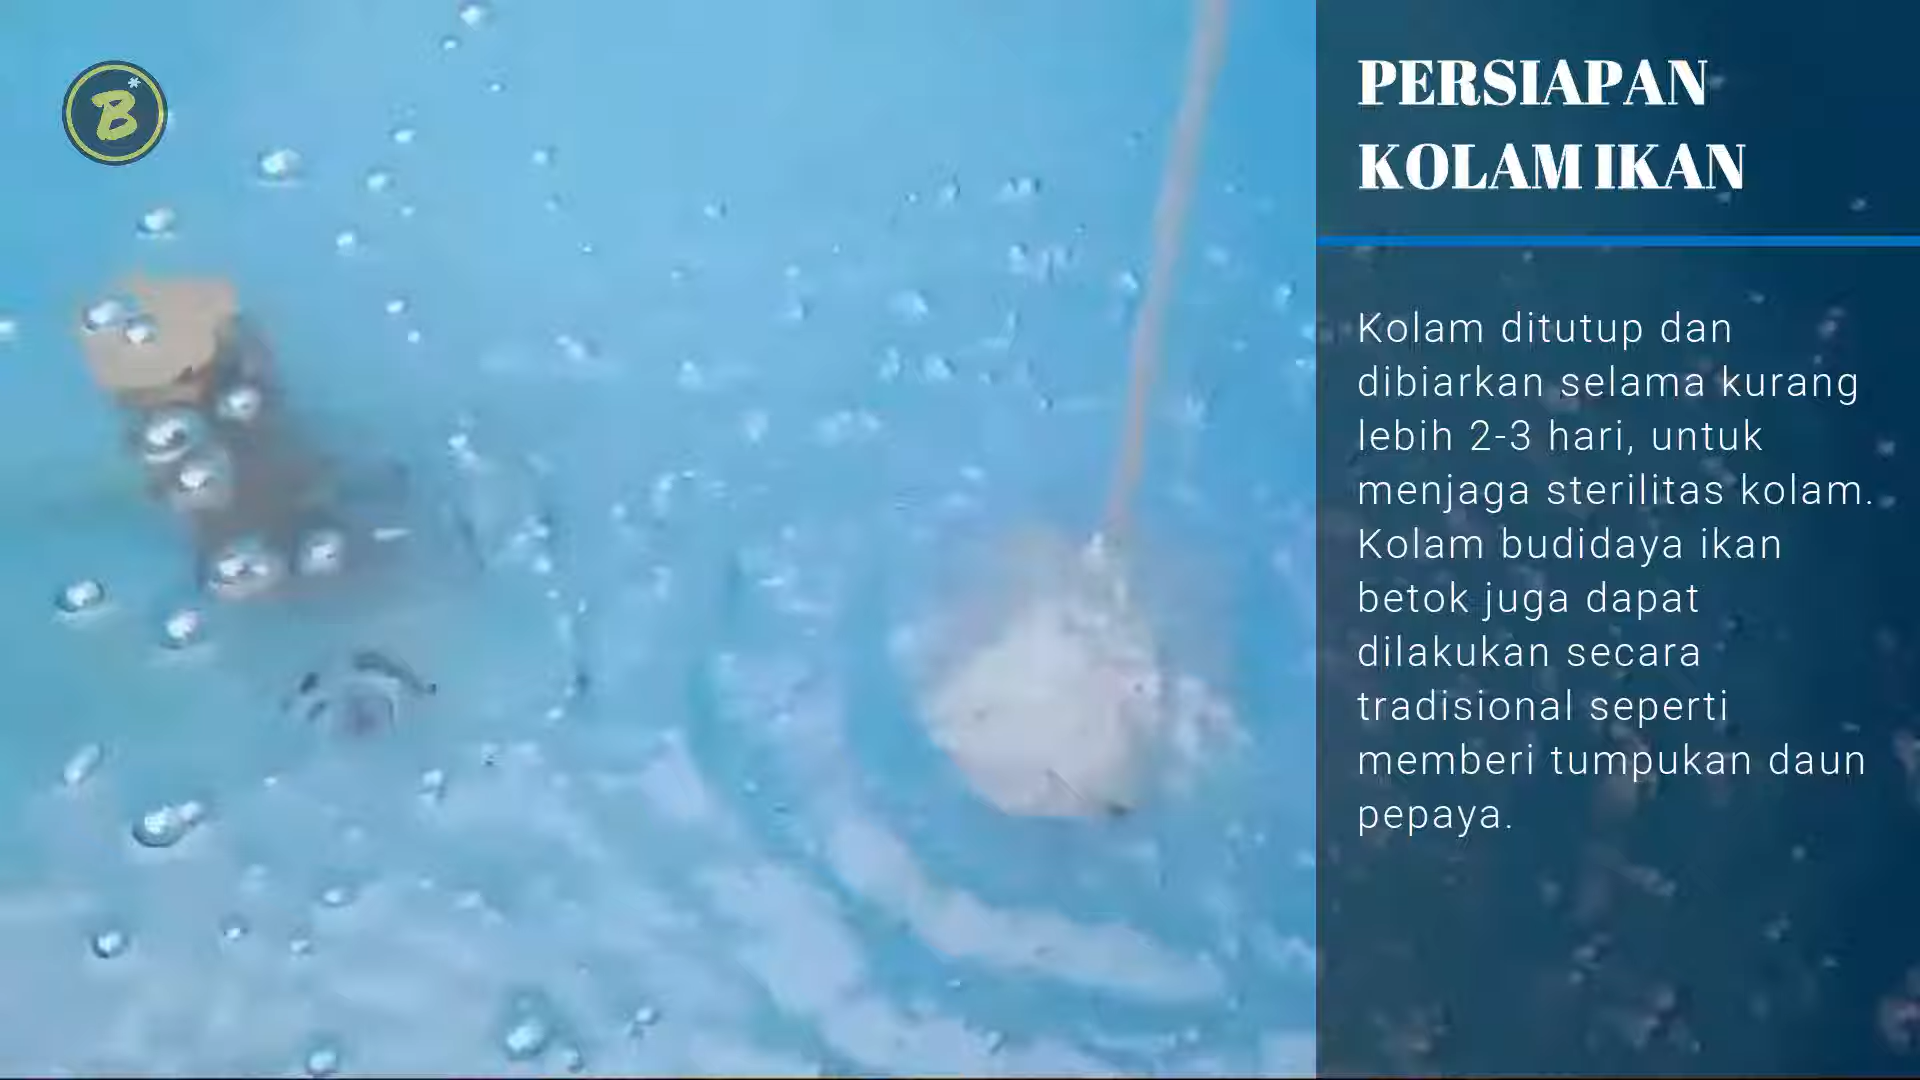 B*
PERSIAPAN
KOLAM IKAN
Kolam ditutup dan
dibiarkan selama kurang
lebih 2-3 hari, untuk
menjaga sterilitas kolam.
Kolam budidaya ikan
betok juga dapat
dilakukan secara
tradisional seperti
memberi tumpukan daun
pepaya.